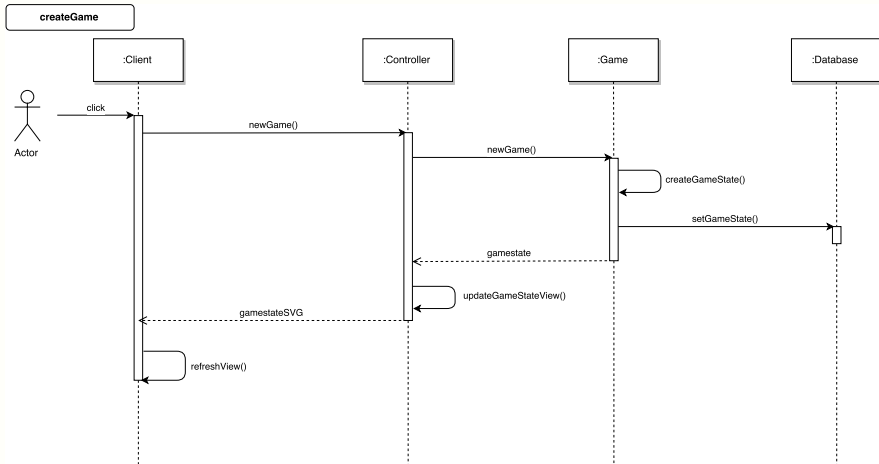 createGame
:Client
:Controller
:Game
:Database
click
Actor
newGame()
newGame()
createGameState()
setGameState()
gamestate
updateGameStateView()
gamestateSVG
refreshView()